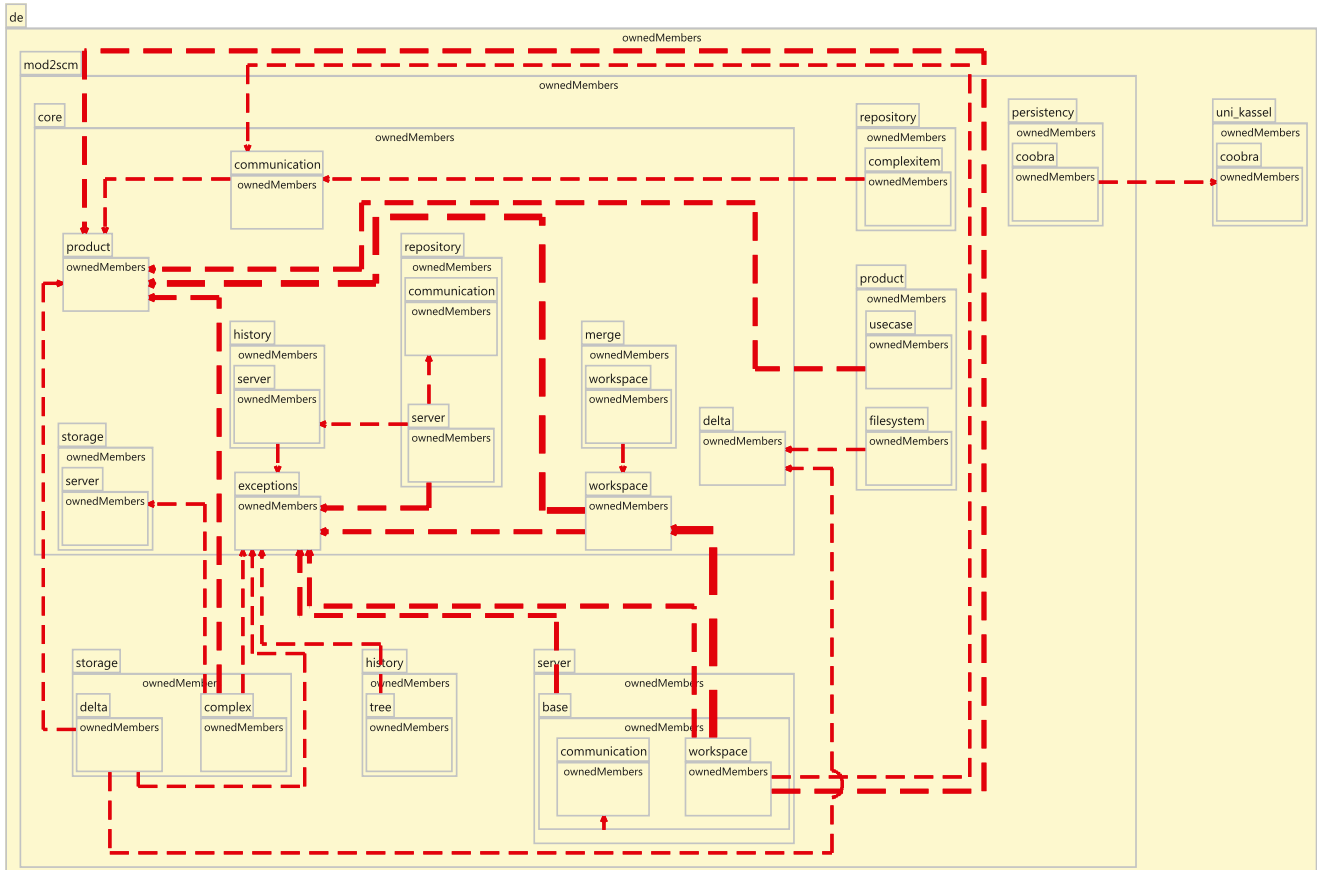 de
ownedMembers
mod2scm
ownedMembers
core
ownedMembers
communication
ownedMembers
product
ownedMembers
repository
ownedMembers
communication
ownedMembers
server
ownedMembers
history
ownedMembers
server
ownedMembers
merge
ownedMembers
workspace
ownedMembers
delta
ownedMembers
storage
ownedMembers
server
ownedMembers
exceptions
ownedMembers
workspace
ownedMembers
repository
ownedMembers
complexitem
ownedMembers
product
ownedMembers
usecase
ownedMembers
filesystem
ownedMembers
persistency
ownedMembers
coobra
ownedMembers
uni_kassel
ownedMembers
coobra
ownedMembers
storage
ownedMembers
delta
ownedMembers
complex
ownedMembers
history
ownedMembers
tree
ownedMembers
server
ownedMembers
base
ownedMembers
communication
ownedMembers
workspace
ownedMembers